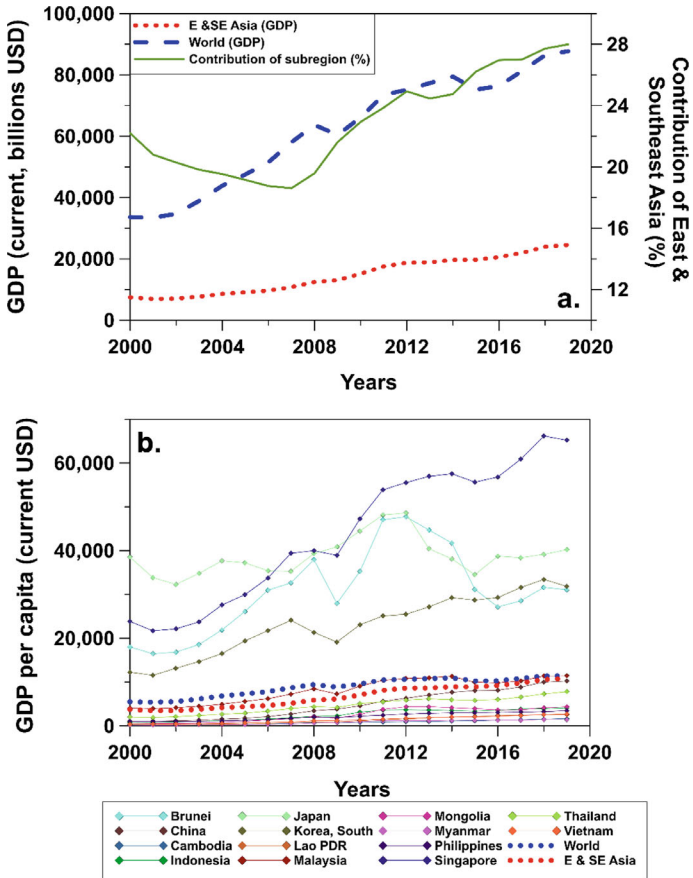 E &SE Asia (GDP)
World (GDP)
Contribution of subregion (%)
GDP (current, billions USD)
100,000
80,000
60,000
40,000
20,000
0
28
24
20
16
12
Contribution of East &
Southeast Asia
(%)
a.
2000 2004 2008 2012 2016 2020
Years
b.
GDP per capita (current USD)
60,000
40,000
20,000
0
2000 2004 2008 2012 2016 2020
Years
Brunei Japan Mongolia Thailand
China Korea, South Myanmar Vietnam
Cambodia Lao PDR Philippines World
Indonesia Malaysia Singapore E & SE Asia